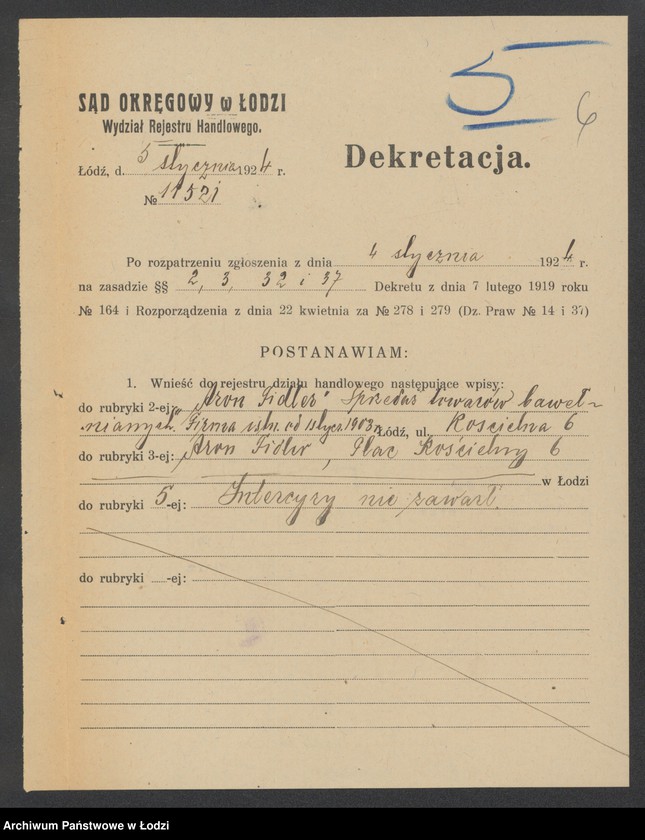 5
6
SĄD OKRĘGOWY w ŁODZI
Wydział Rejestru Handlowego.
Łódź, d. 5 stycznia 1924 r.
№ 11521
Dekretacja.
Po rozpatrzeniu zgłoszenia z dnia 4 stycznia 1924 r.
na zasadzie §§ 2, 3, 32 i 37 Dekretu z dnia 7 lutego 1919 roku
№ 164 i Rozporządzenia z dnia 22 kwietnia za № 278 i 279 (Dz. Praw № 14 i 37)
POSTANAWIAM:
1. Wnieść do rejestru działu handlowego następujące wpisy:
do rubryki 2-ej: „Aron Fidler" Sprzedaż towarów baweł-
nianych. Firma istn. od 1 stycz. 1908 r. Łódź, ul. Kościelna 6
do rubryki 3-ej: Aron Fidler, Plac Kościelny 6
w Łodzi
do rubryki 5-ej: Intercyzy nie zawarł.
do rubryki -ej:
Archiwum Państwowe w Łodzi